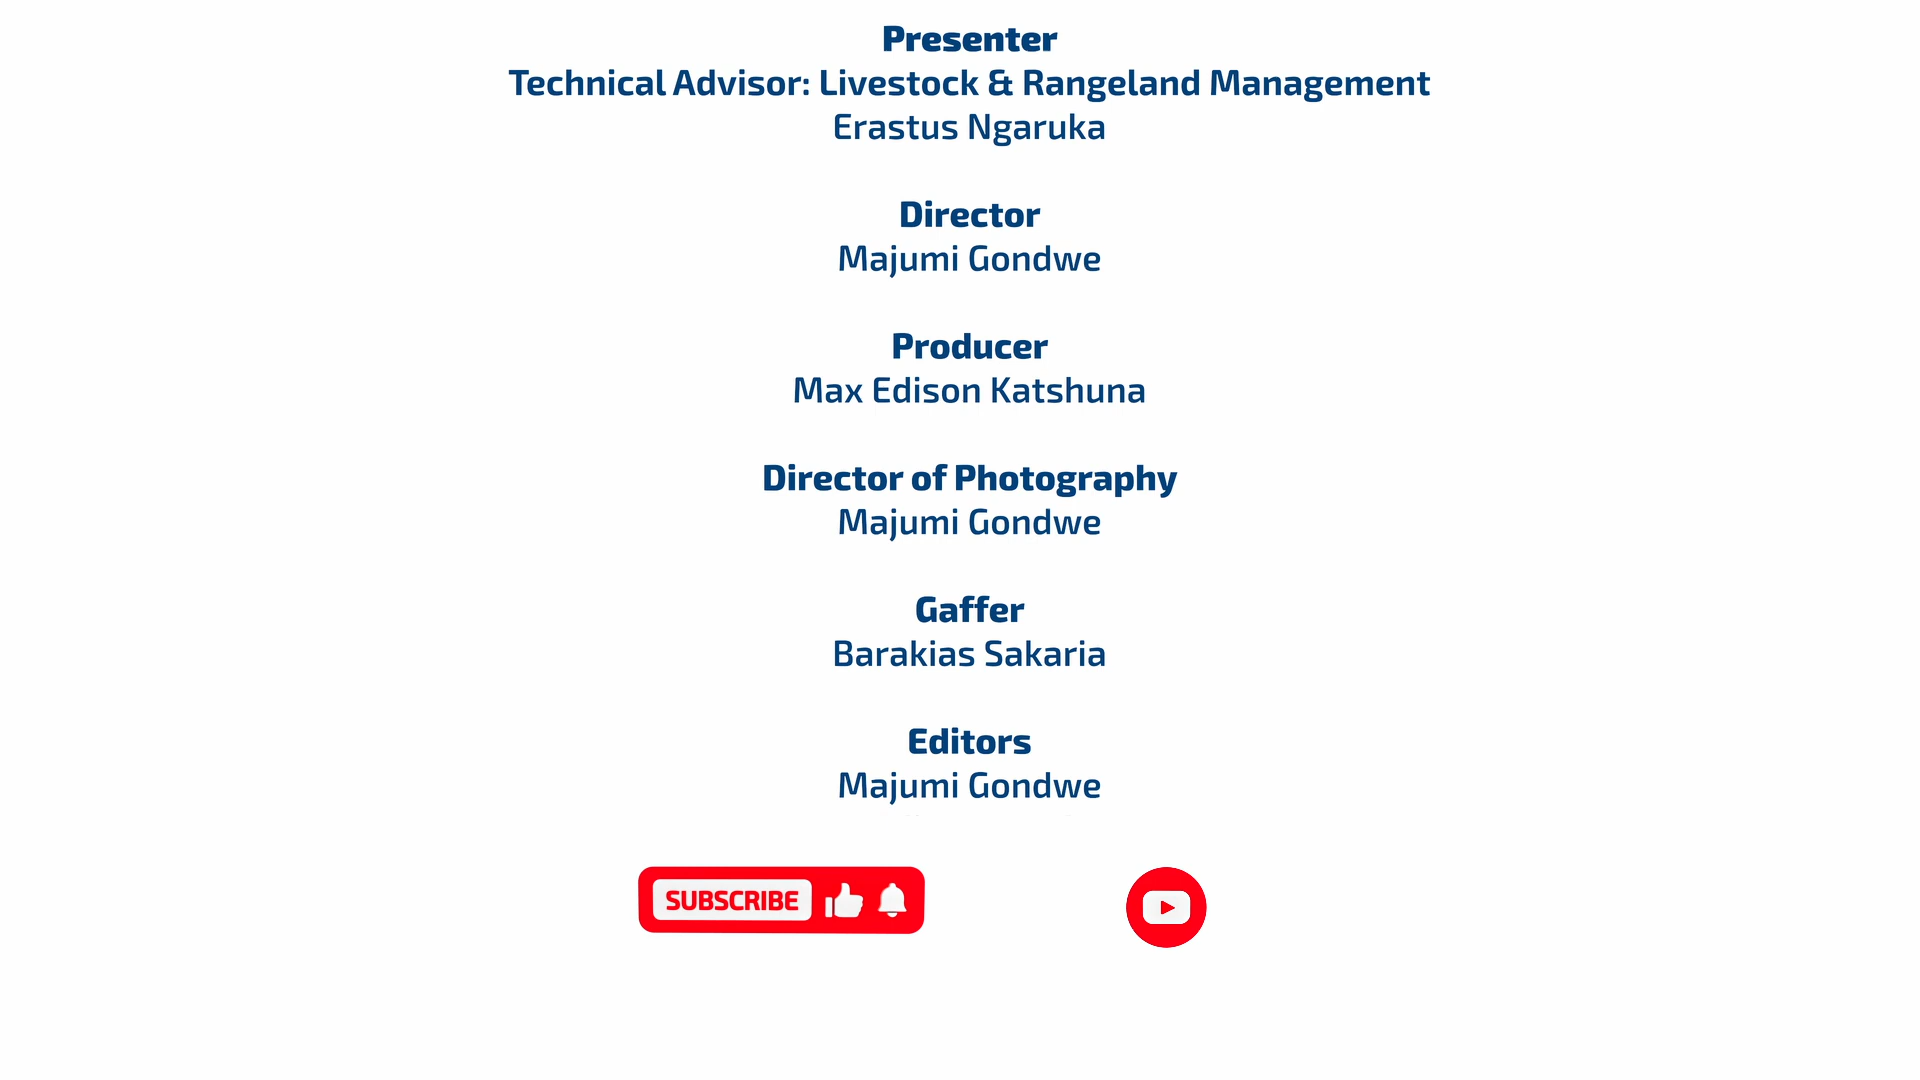 Presenter
Technical Advisor: Livestock & Rangeland Management
Erastus Ngaruka
Director
Majumi Gondwe
Producer
Max Edison Katshuna
Director of Photography
Majumi Gondwe
Gaffer
Barakias Sakaria
Editors
Majumi Gondwe
SUBSCRIBE